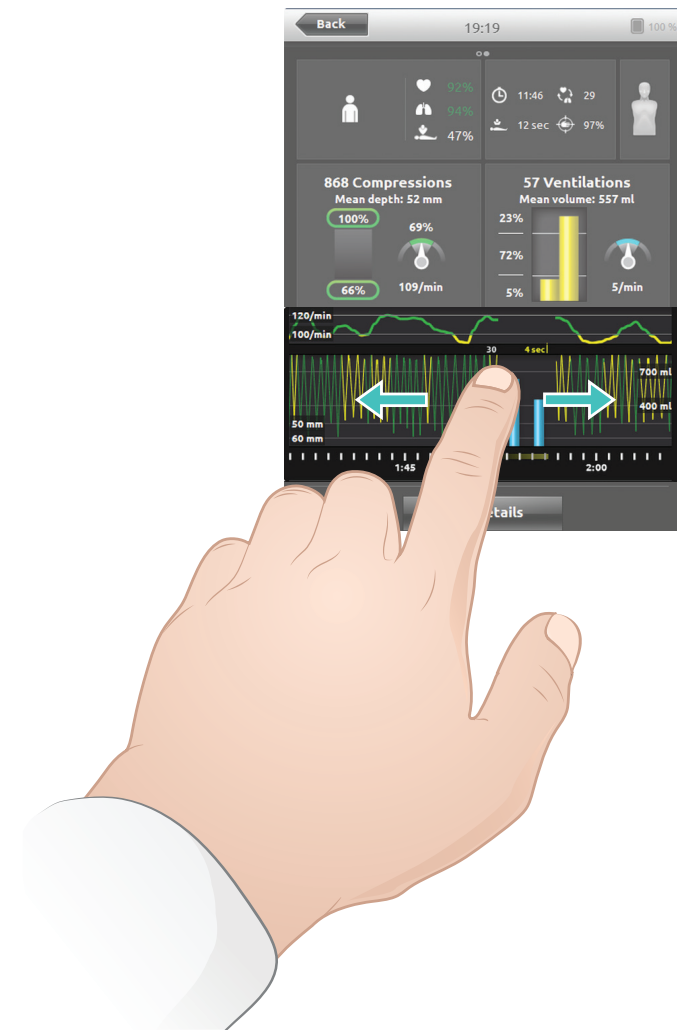 Back
19:19
100 %
92%
94%
47%
11:46
29
12 sec
97%
868 Compressions
Mean depth: 52 mm
100%
69%
66%
109/min
57 Ventilations
Mean volume: 557 ml
23%
72%
5%
5/min
120/min
100/min
30
4 sec
700 ml
400 ml
50 mm
60 mm
1:45
2:00
etails